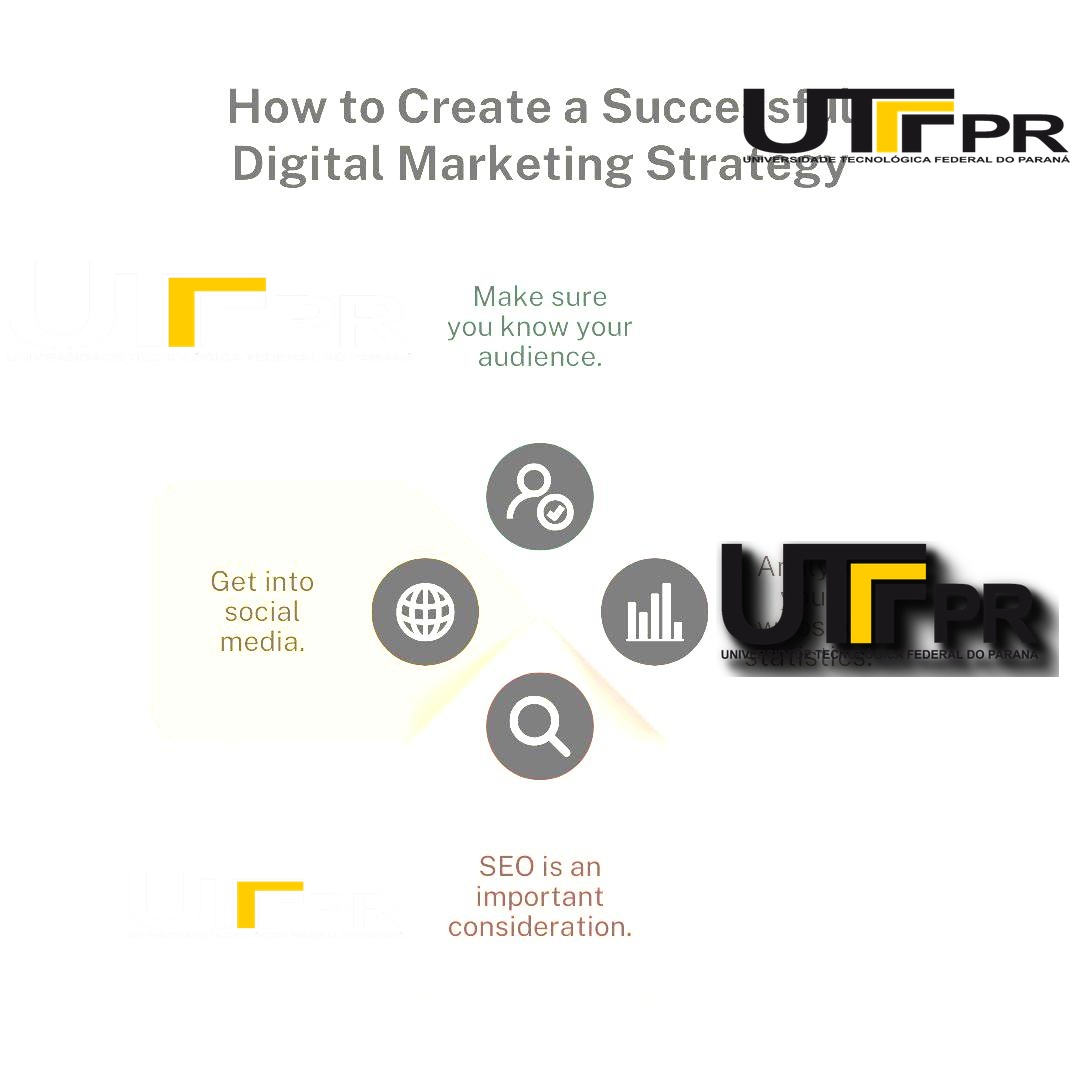 How to Create a Successful
Digital Marketing Strategy
UTFPR
UNIVERSIDADE TECNOLÓGICA FEDERAL DO PARANÁ
Make sure
you know your
audience.
Get into
social
media.
UTFPR
UNIVERSIDADE TECNOLÓGICA FEDERAL DO PARANÁ
statistics.
SEO is an
important
consideration.